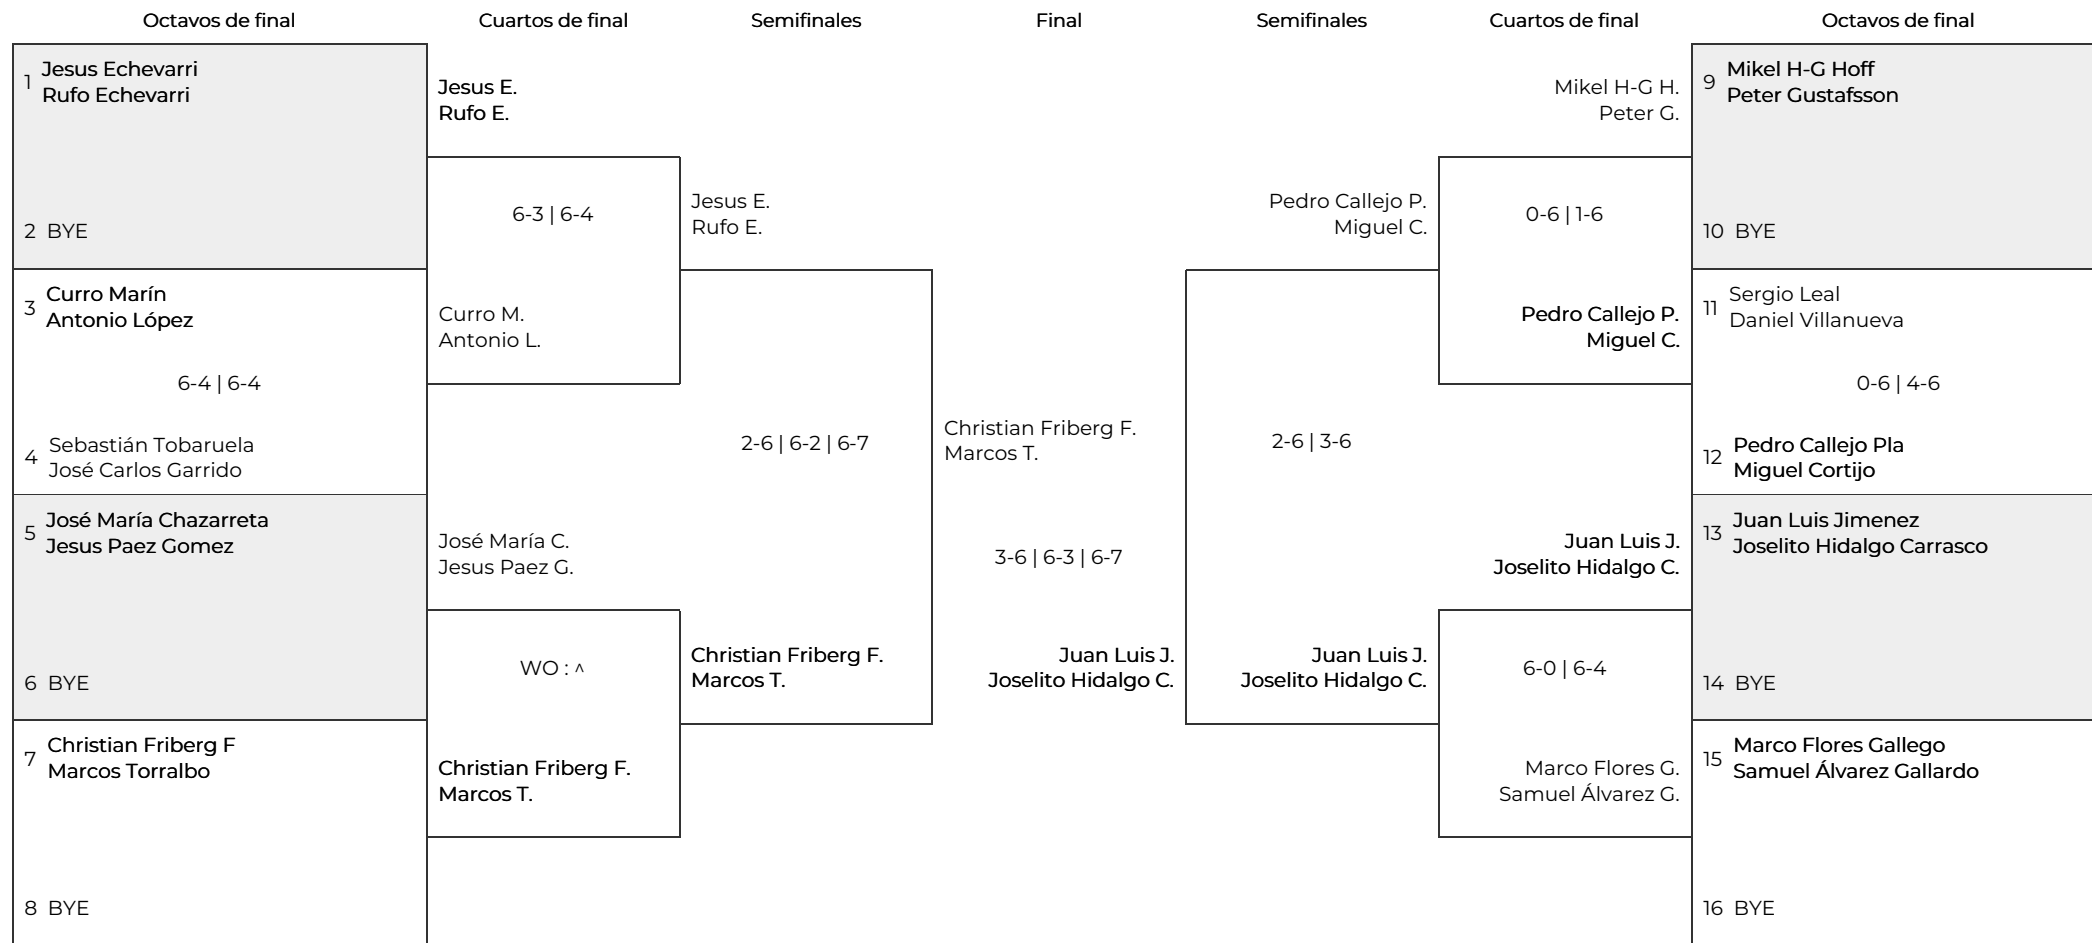 Octavos de final
Cuartos de final
Semifinales
Final
Semifinales
Cuartos de final
Octavos de final
1
Jesus Echevarri
Rufo Echevarri
2 BYE
3
Curro Marín
Antonio López
6-4 | 6-4
4
Sebastián Tobaruela
José Carlos Garrido
5
José María Chazarreta
Jesus Paez Gomez
6 BYE
7
Christian Friberg F
Marcos Torralbo
8 BYE
Jesus E.
Rufo E.
6-3 | 6-4
Curro M.
Antonio L.
José María C.
Jesus Paez G.
WO : ^
Christian Friberg F.
Marcos T.
Jesus E.
Rufo E.
2-6 | 6-2 | 6-7
Christian Friberg F.
Marcos T.
Christian Friberg F.
Marcos T.
3-6 | 6-3 | 6-7
Juan Luis J.
Joselito Hidalgo C.
Pedro Callejo P.
Miguel C.
2-6 | 3-6
Juan Luis J.
Joselito Hidalgo C.
Mikel H-G H.
Peter G.
0-6 | 1-6
Pedro Callejo P.
Miguel C.
Juan Luis J.
Joselito Hidalgo C.
6-0 | 6-4
Marco Flores G.
Samuel Álvarez G.
9
Mikel H-G Hoff
Peter Gustafsson
10 BYE
11
Sergio Leal
Daniel Villanueva
0-6 | 4-6
12
Pedro Callejo Pla
Miguel Cortijo
13
Juan Luis Jimenez
Joselito Hidalgo Carrasco
14 BYE
15
Marco Flores Gallego
Samuel Álvarez Gallardo
16 BYE